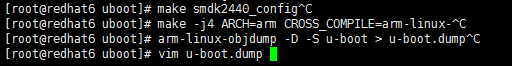 [root@redhat6 uboot]# make smdk2440_config^C
[root@redhat6 uboot]# make -j4 ARCH=arm CROSS_COMPILE=arm-linux-^C
[root@redhat6 uboot]# arm-linux-objdump -D -S u-boot > u-boot.dump^C
[root@redhat6 uboot]# vim u-boot.dump